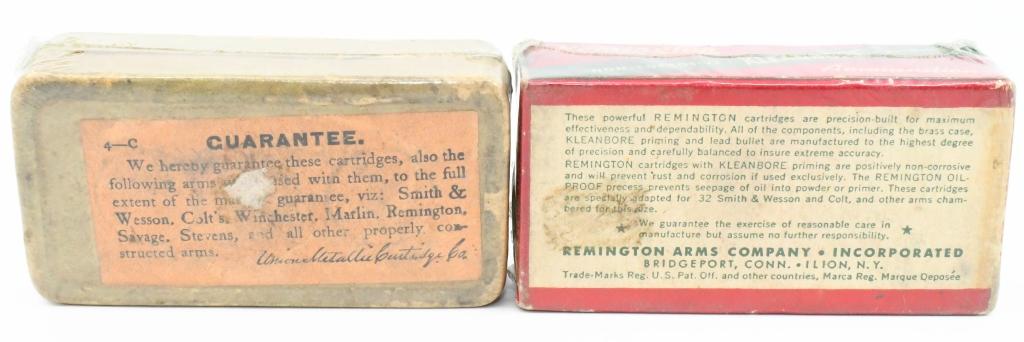 4—C
GUARANTEE.
We hereby guarantee these cartridges, also the
following arms used with them, to the full
extent of the guarantee, viz: Smith &
Wesson, Colt's, Winchester, Marlin, Remington,
Savage, Stevens, and all other properly con-
structed arms.
Union Metallic Cartridge Co.
These powerful REMINGTON cartridges are precision-built for maximum
effectiveness and dependability. All of the components, including the brass case,
KLEANBORE priming and lead bullet are manufactured to the highest degree
of precision and carefully balanced to insure extreme accuracy.
REMINGTON cartridges with KLEANBORE priming are positively non-corrosive
and will prevent rust and corrosion if used exclusively. The REMINGTON OIL-
PROOF process prevents seepage of oil into powder or primer. These cartridges
are specially adapted for .32 Smith & Wesson and Colt, and other arms cham-
bered for this size.
★ We guarantee the exercise of reasonable care in ★
manufacture but assume no further responsibility.
REMINGTON ARMS COMPANY • INCORPORATED
BRIDGEPORT, CONN. • ILION, N.Y.
Trade-Marks Reg. U.S. Pat. Off. and other countries, Marca Reg. Marque Deposée